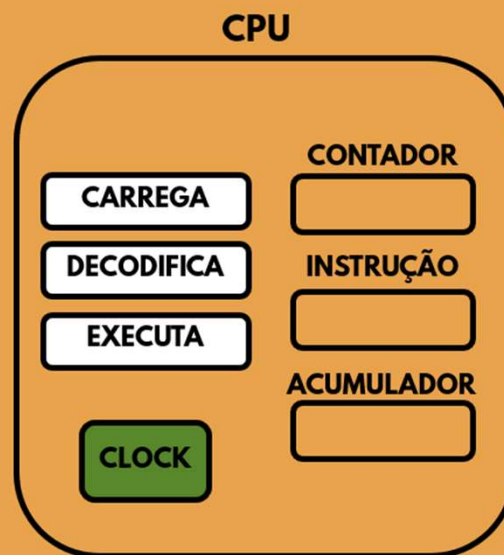 CPU
CARREGA
DECODIFICA
EXECUTA
CLOCK
CONTADOR
INSTRUÇÃO
ACUMULADOR